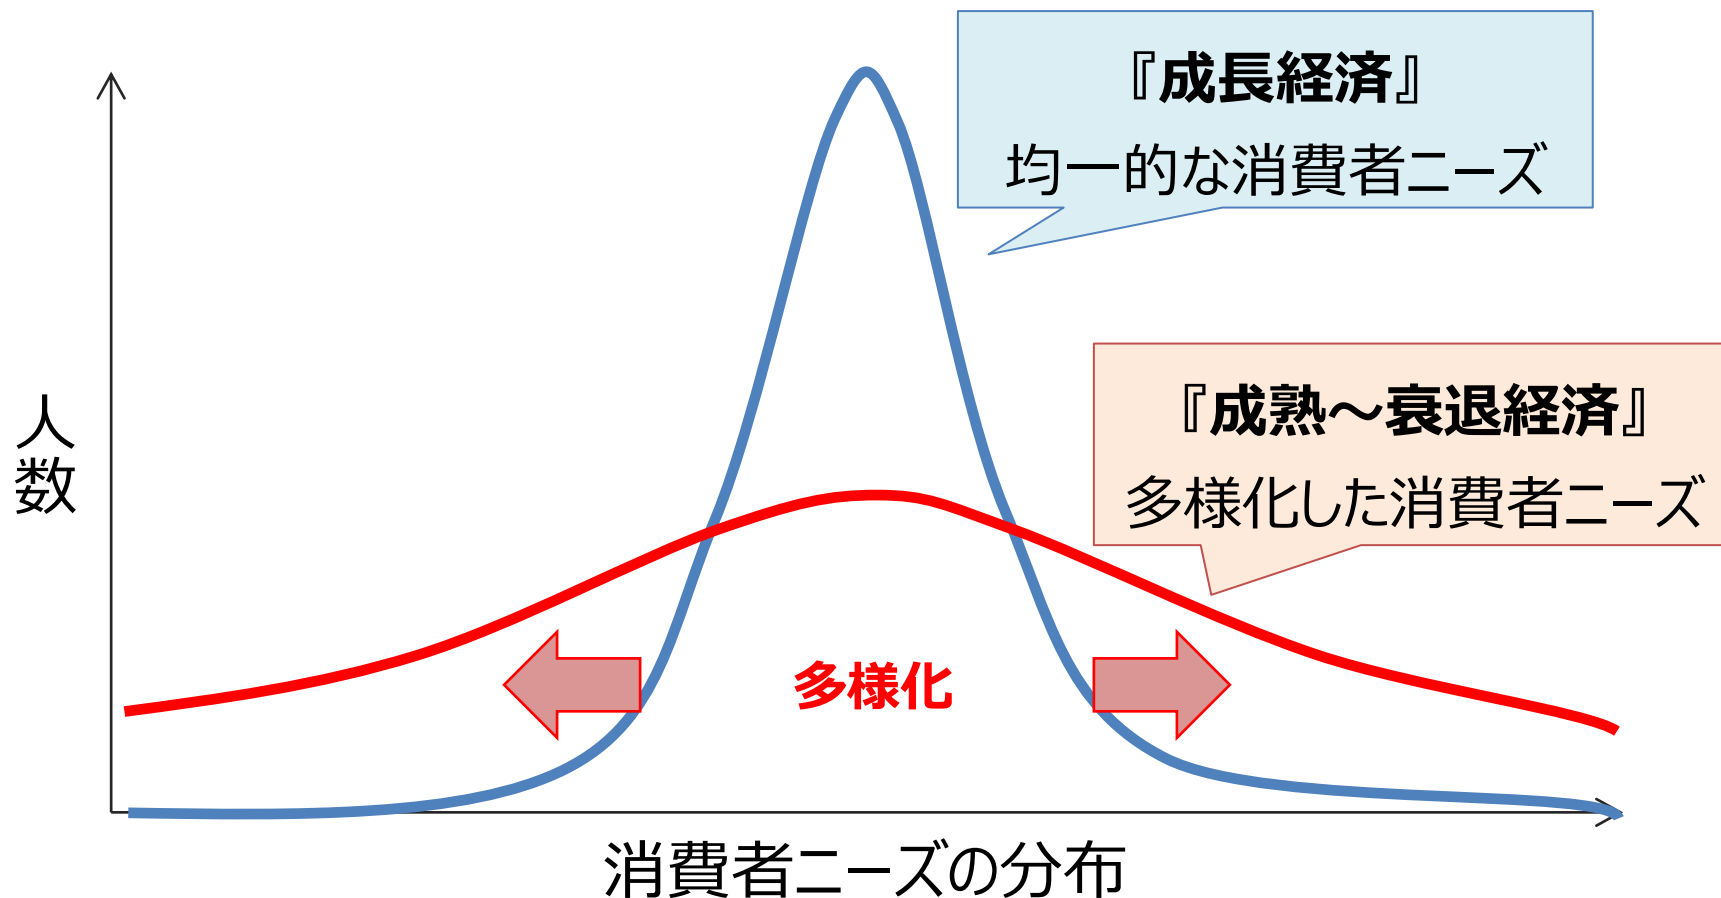 『成長経済』
均一的な消費者ニーズ
『成熟～衰退経済』
多様化した消費者ニーズ
人数
多様化
消費者ニーズの分布